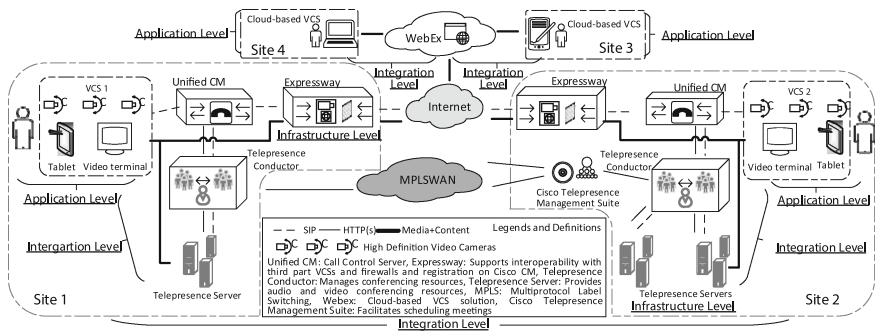 Cloud-based VCS
Application Level
Site 4
WebEx
Cloud-based VCS
Application Level
Site 3
Integration
Level
Integration
Level
Unified CM
Expressway
Internet
Expressway
Unified CM
VCS 1
Tablet
Video terminal
Infrastructure Level
VCS 2
Video terminal
Tablet
Telepresence
Conductor
MPLSWAN
Cisco Telepresence
Management Suite
Telepresence
Conductor
Application Level
Application Level
Intergartion Level
Integration Level
SIP
HTTP(s)
Media+Content
Legends and Definitions
High Definition Video Cameras
Unified CM: Call Control Server, Expressway: Supports interoperability with
third part VCSs and firewalls and registration on Cisco CM, Telepresence
Conductor: Manages conferencing resources, Telepresence Server: Provides
audio and video conferencing resources, MPLS: Multiprotocol Label
Switching, Webex: Cloud-based VCS solution, Cisco Telepresence
Management Suite: Facilitates scheduling meetings
Telepresence Server
Site 1
Telepresence Servers
Infrastructure Level
Site 2
Integration Level